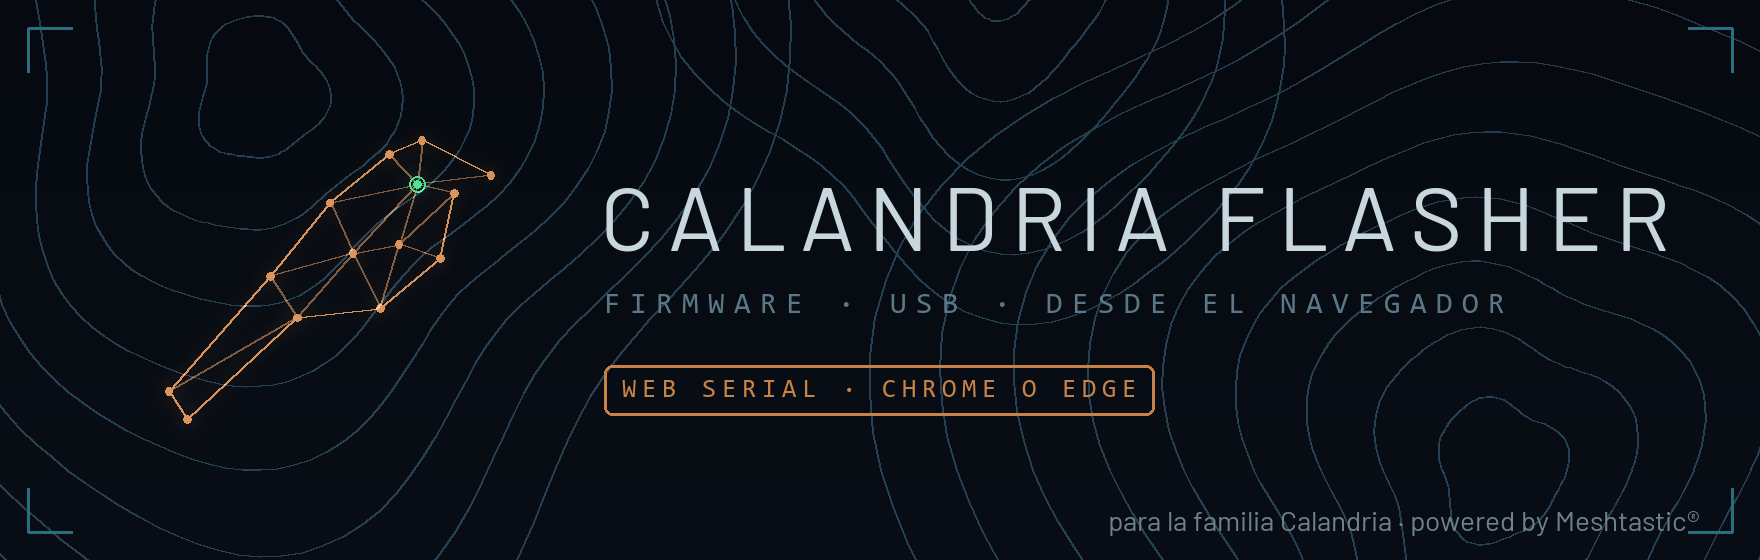 CALANDRIA FLASHER
FIRMWARE · USB · DESDE EL NAVEGADOR
WEB SERIAL · CHROME O EDGE
para la familia Calandria · powered by Meshtastic®